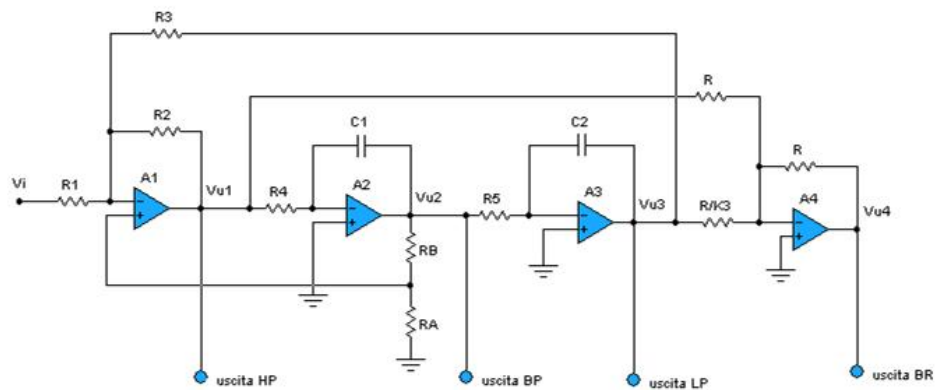 R3
R
R2
C1
C2
R
Vi
R1
A1
Vu1
R4
A2
Vu2
R5
A3
Vu3
R/K3
A4
Vu4
RB
RA
uscita HP
uscita BP
uscita LP
uscita BR